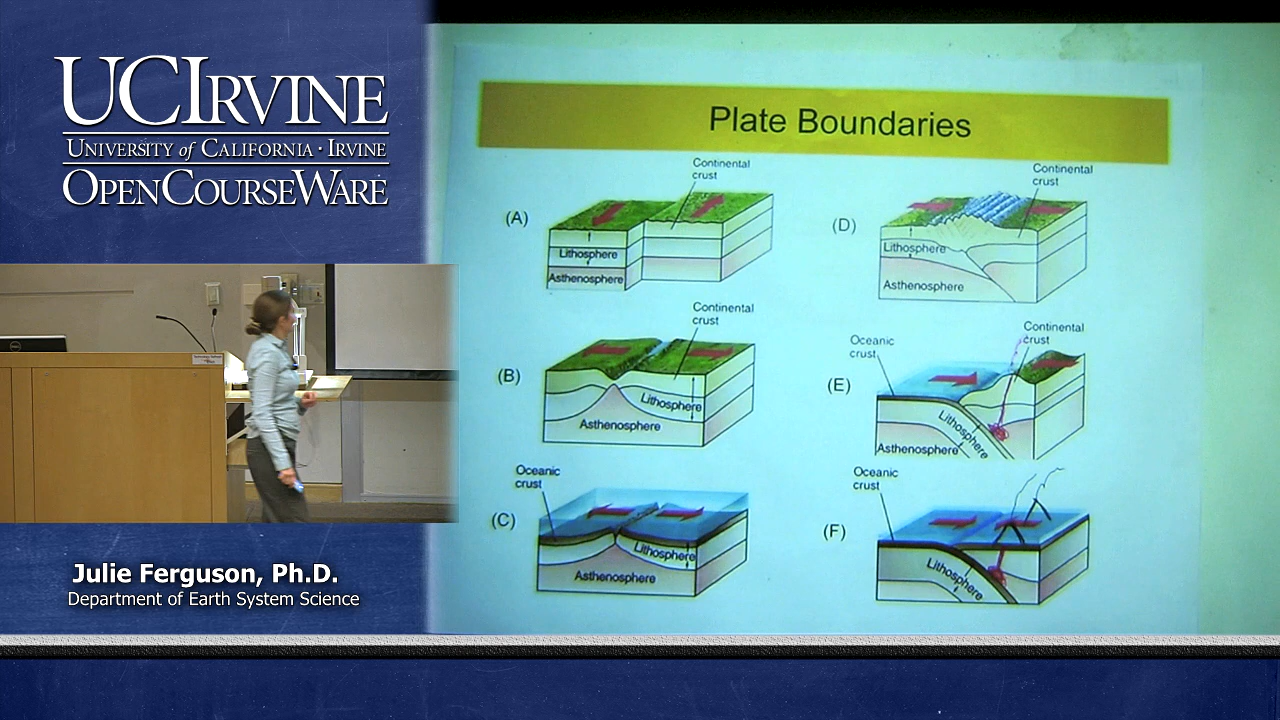 UCIRVINE
UNIVERSITY of CALIFORNIA · IRVINE
OPENCOURSEWARE
Julie Ferguson, Ph.D.
Department of Earth System Science
Plate Boundaries
(A)
Continental
crust
Lithosphere
Asthenosphere
(B)
Continental
crust
Lithosphere
Asthenosphere
(C)
Oceanic
crust
Lithosphere
Asthenosphere
(D)
Continental
crust
Lithosphere
Asthenosphere
(E)
Oceanic
crust
Continental
crust
Lithosphere
Asthenosphere
(F)
Oceanic
crust
Lithosphere